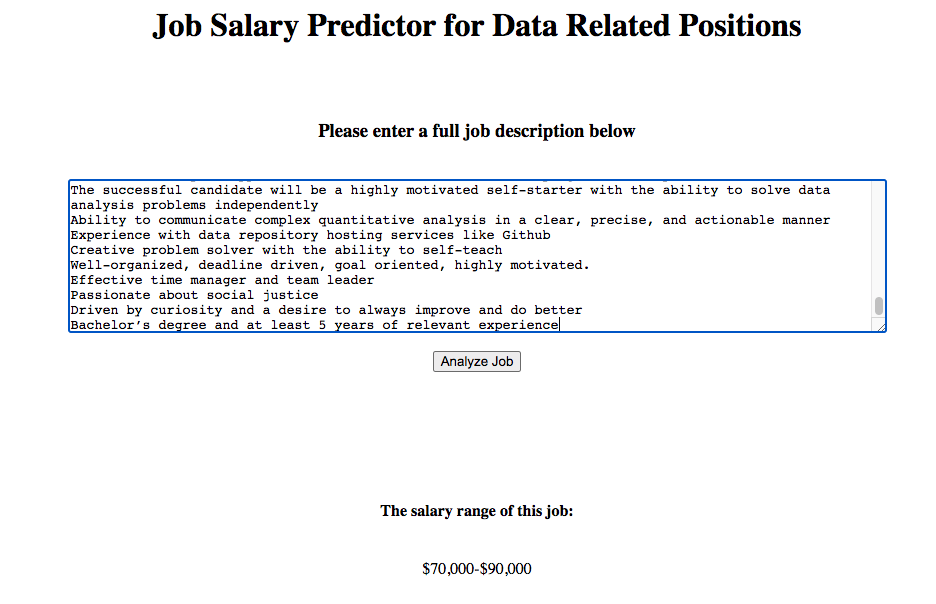 Job Salary Predictor for Data Related Positions
Please enter a full job description below
The successful candidate will be a highly motivated self-starter with the ability to solve data
analysis problems independently
Ability to communicate complex quantitative analysis in a clear, precise, and actionable manner
Experience with data repository hosting services like Github
Creative problem solver with the ability to self-teach
Well-organized, deadline driven, goal oriented, highly motivated.
Effective time manager and team leader
Passionate about social justice
Driven by curiosity and a desire to always improve and do better
Bachelor’s degree and at least 5 years of relevant experience
Analyze Job
The salary range of this job:
$70,000-$90,000